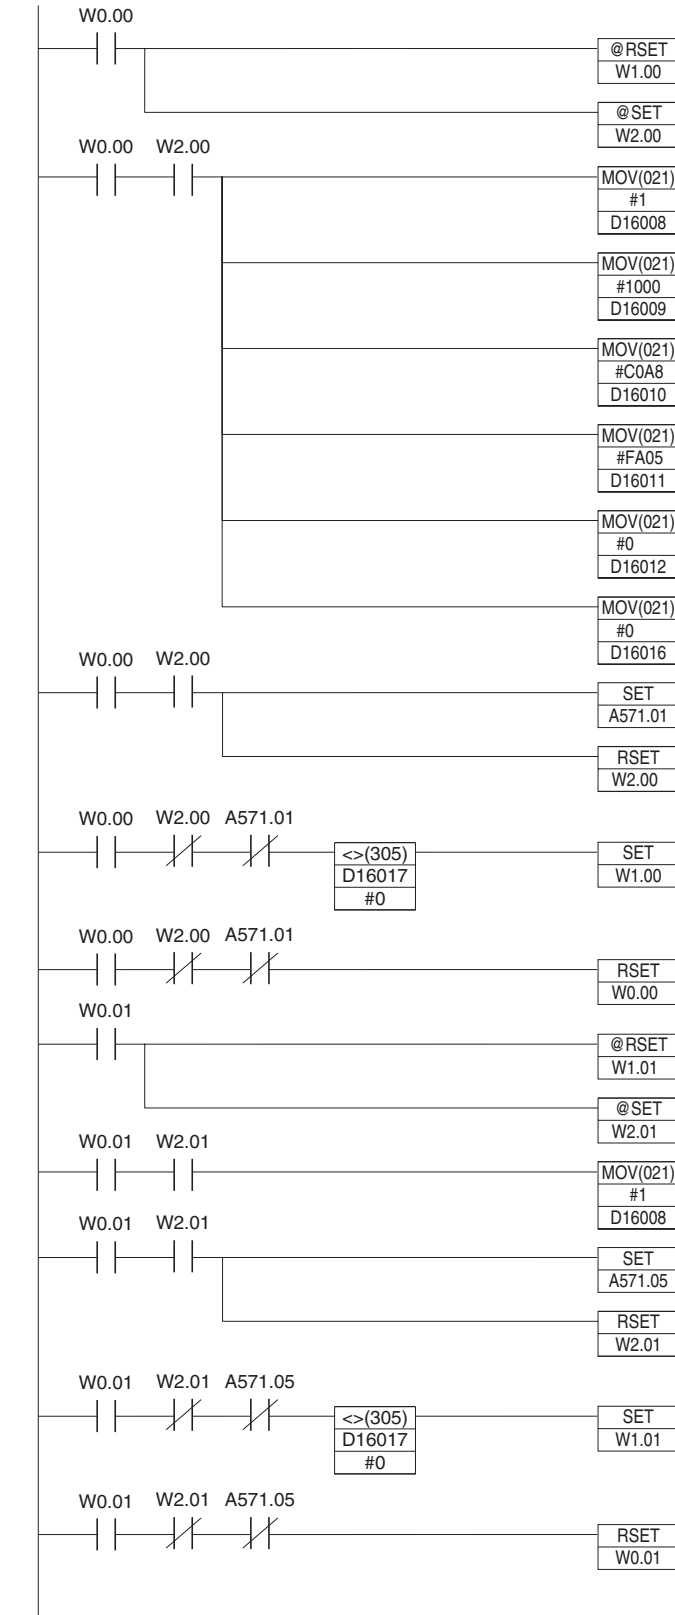 W0.00
@RSET
W1.00
@SET
W2.00
W0.00 W2.00
MOV(021)
#1
D16008
MOV(021)
#1000
D16009
MOV(021)
#C0A8
D16010
MOV(021)
#FA05
D16011
MOV(021)
#0
D16012
MOV(021)
#0
D16016
W0.00 W2.00
SET
A571.01
RSET
W2.00
W0.00 W2.00 A571.01
<>(305)
D16017
#0
SET
W1.00
W0.00 W2.00 A571.01
RSET
W0.00
W0.01
@RSET
W1.01
@SET
W2.01
W0.01 W2.01
MOV(021)
#1
D16008
W0.01 W2.01
SET
A571.05
RSET
W2.01
W0.01 W2.01 A571.05
<>(305)
D16017
#0
SET
W1.01
W0.01 W2.01 A571.05
RSET
W0.01